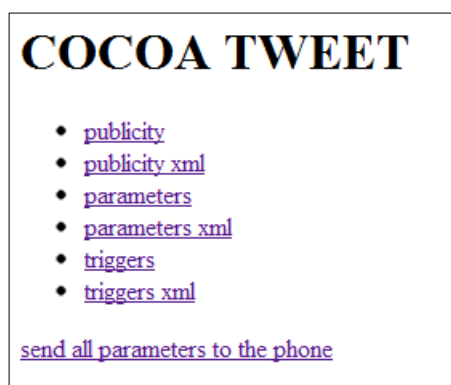 COCOA TWEET
publicity
publicity xml
parameters
parameters xml
triggers
triggers xml
send all parameters to the phone